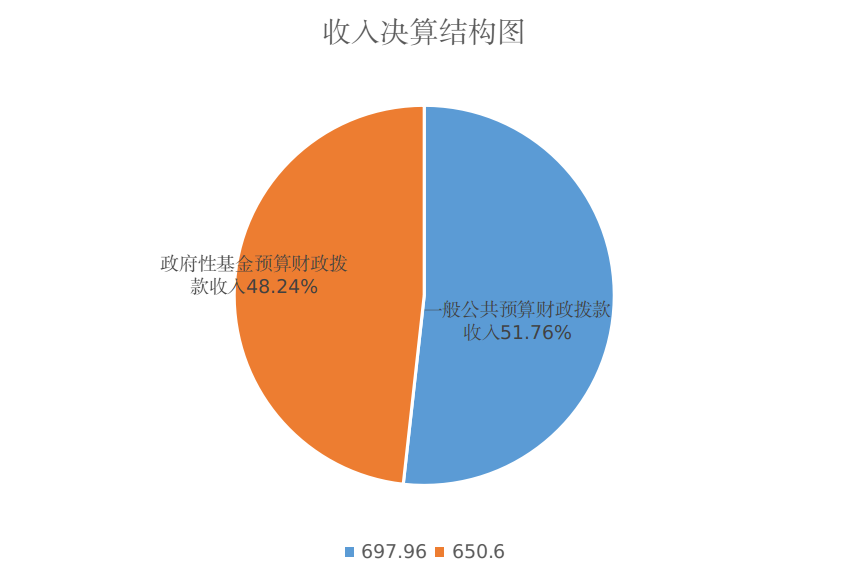 收入决算结构图
政府性基金预算财政拨
款收入48.24%
一般公共预算财政拨款
收入51.76%
697.96 650.6